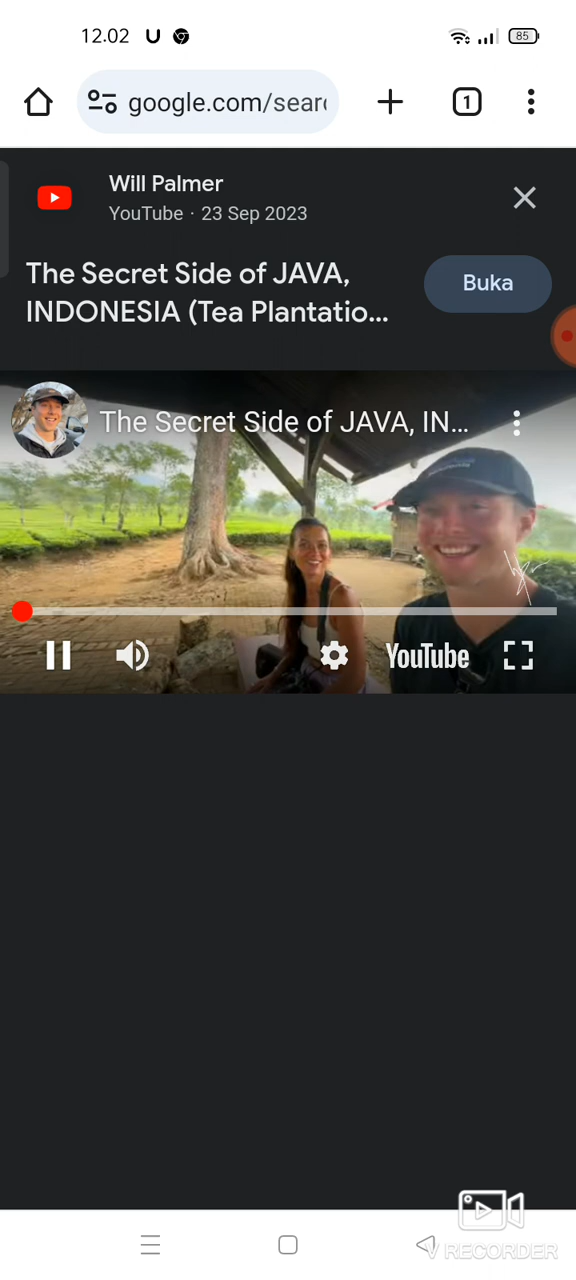 12.02 U 85
google.com/sear
1
Will Palmer
YouTube · 23 Sep 2023
The Secret Side of JAVA,
INDONESIA (Tea Plantatio...
Buka
The Secret Side of JAVA, IN...
YouTube
V RECORDER